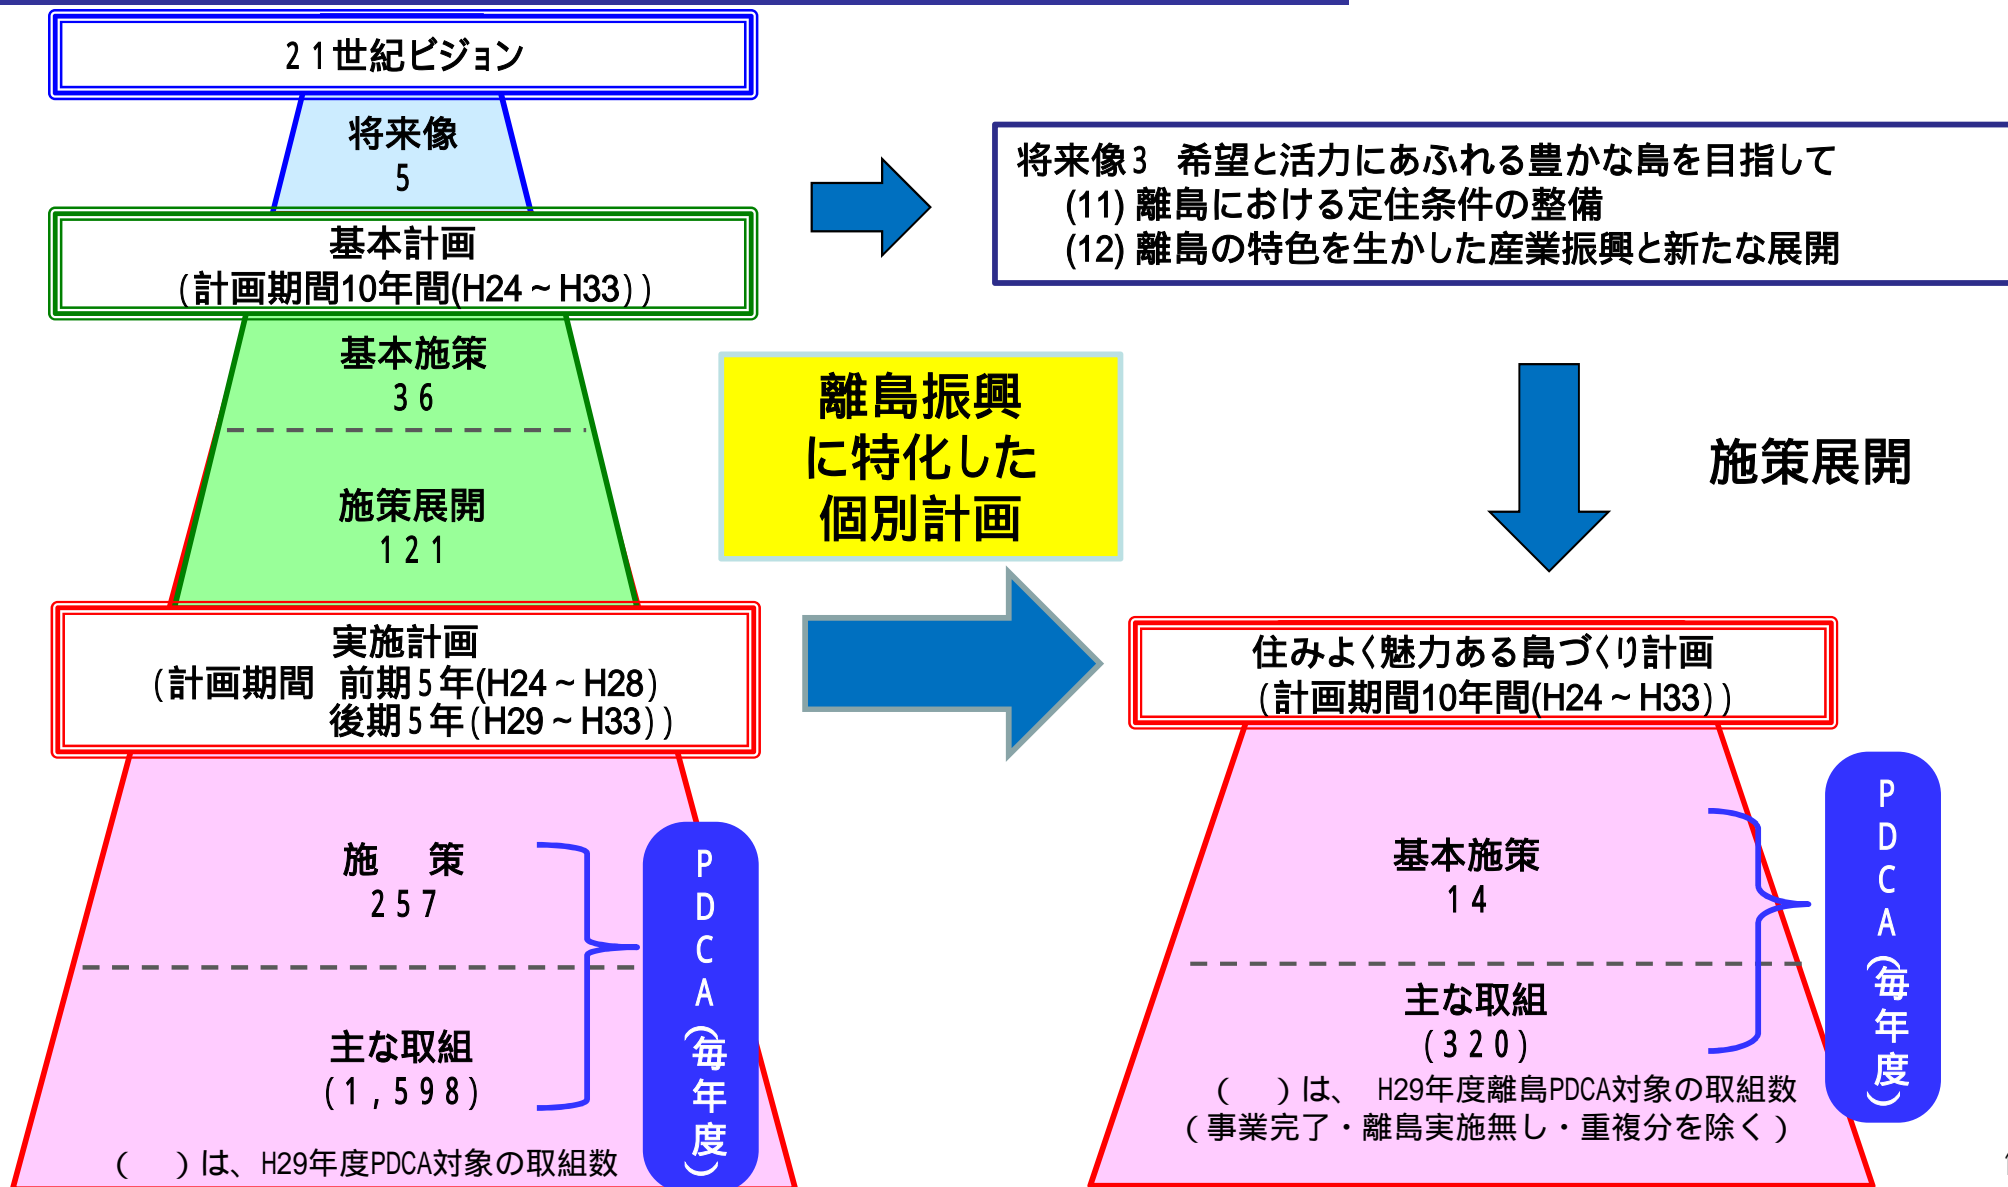 21世紀ビジョン
将来像
5
基本計画
(計画期間10年間(H24～H33))
基本施策
36
施策展開
121
実施計画
(計画期間 前期5年(H24～H28)
後期5年(H29～H33))
施 策
257
主な取組
(1,598)
( )は、H29年度PDCA対象の取組数
PDCA(毎年度)
将来像3 希望と活力にあふれる豊かな島を目指して
(11) 離島における定住条件の整備
(12) 離島の特色を生かした産業振興と新たな展開
離島振興
に特化した
個別計画
施策展開
住みよく魅力ある島づくり計画
(計画期間10年間(H24～H33))
基本施策
14
主な取組
(320)
( )は、 H29年度離島PDCA対象の取組数
(事業完了・離島実施無し・重複分を除く)
PDCA(毎年度)